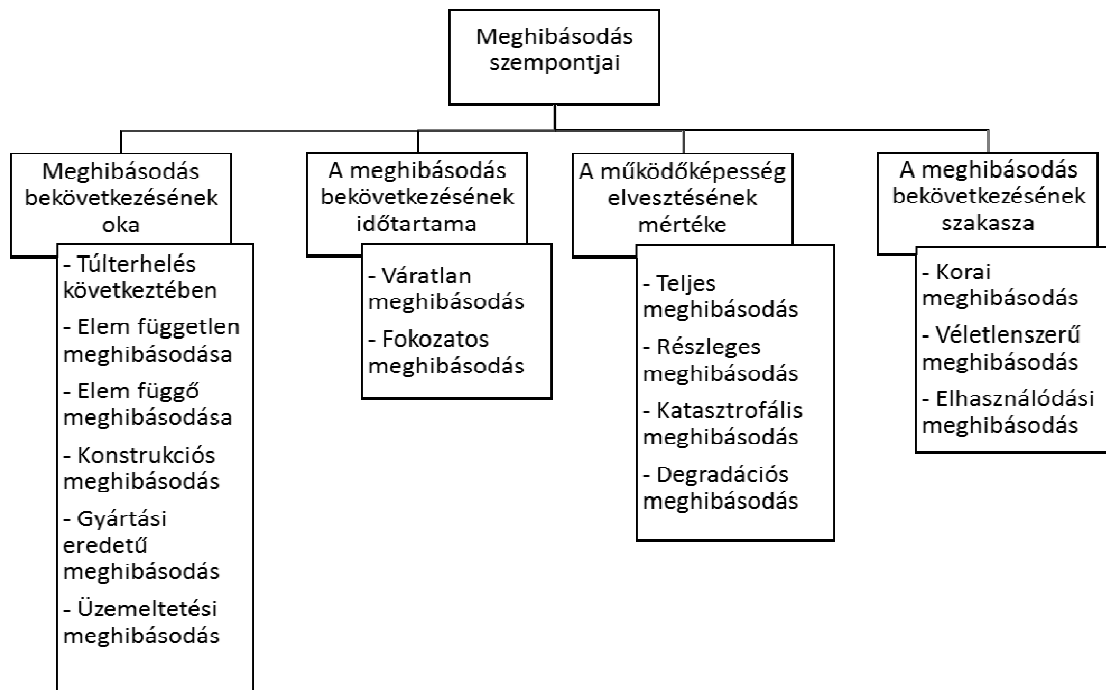 Meghibásodás
szempontjai
Meghibásodás
bekövetkezésének
oka
- Túlterhelés
következtében
- Elem független
meghibásodása
- Elem függő
meghibásodása
- Konstrukciós
meghibásodás
- Gyártási
eredetű
meghibásodás
- Üzemeltetési
meghibásodás
A meghibásodás
bekövetkezésének
időtartama
- Váratlan
meghibásodás
- Fokozatos
meghibásodás
A működőképesség
elvesztésének
mértéke
- Teljes
meghibásodás
- Részleges
meghibásodás
- Katasztrofális
meghibásodás
- Degradációs
meghibásodás
A meghibásodás
bekövetkezésének
szakasza
- Korai
meghibásodás
- Véletlenszerű
meghibásodás
- Elhasználódási
meghibásodás